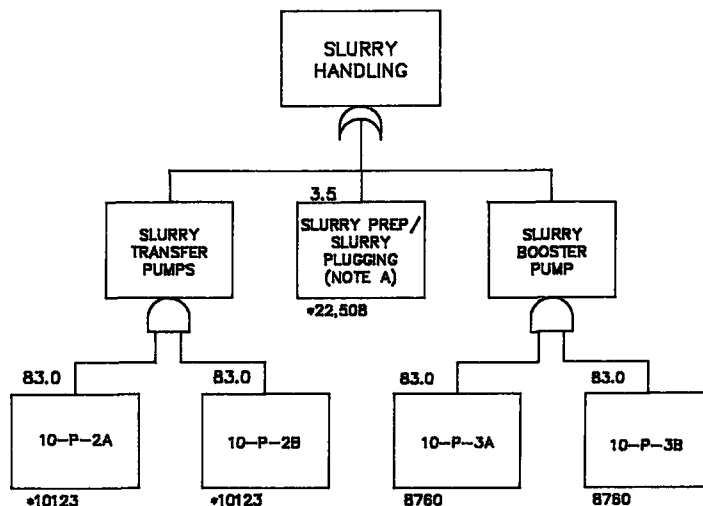 SLURRY
HANDLING
3.5
SLURRY
TRANSFER
PUMPS
SLURRY PREP/
SLURRY
PLUGGING
(NOTE A)
*22,508
SLURRY
BOOSTER
PUMP
83.0
83.0
83.0
83.0
10-P-2A
10-P-2B
10-P-3A
10-P-3B
*10123
*10123
8760
8760